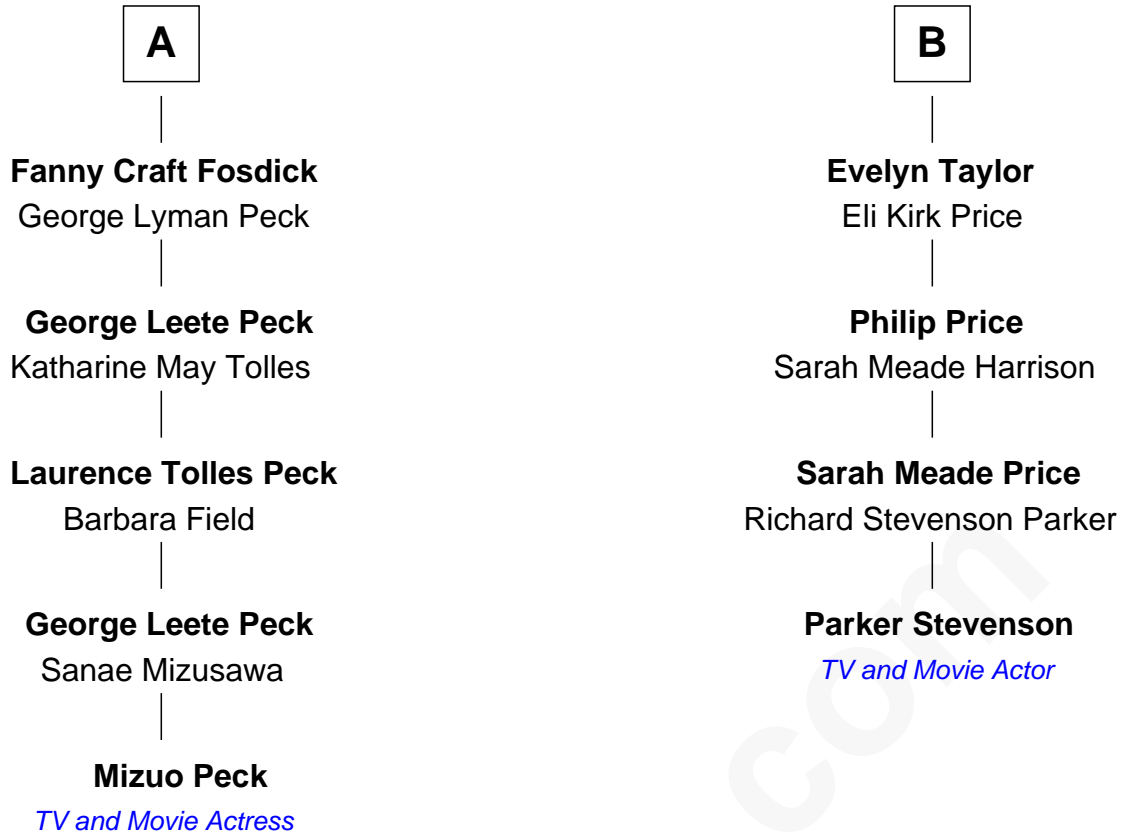 A
Fanny Craft Fosdick
George Lyman Peck
George Leete Peck
Katharine May Tolles
Laurence Tolles Peck
Barbara Field
George Leete Peck
Sanae Mizusawa
Mizuo Peck
TV and Movie Actress
B
Evelyn Taylor
Eli Kirk Price
Philip Price
Sarah Meade Harrison
Sarah Meade Price
Richard Stevenson Parker
Parker Stevenson
TV and Movie Actor
com